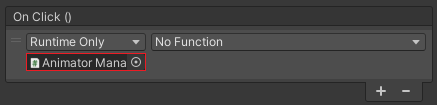 On Click ()
Runtime Only No Function
Animator Mana